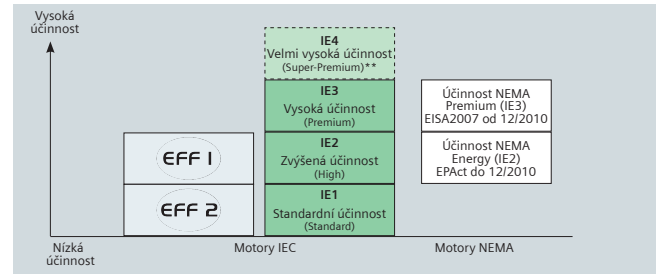 Vysoká
účinnost
IE4
Velmi vysoká účinnost
(Super-Premium)**
IE3
Vysoká účinnost
(Premium)
IE2
Zvýšená účinnost
(High)
IE1
Standardní účinnost
(Standard)
EFF 1
EFF 2
Účinnost NEMA
Premium (IE3)
EISA2007 od 12/2010
Účinnost NEMA
Energy (IE2)
EPAct do 12/2010
Nízká
účinnost
Motory IEC
Motory NEMA